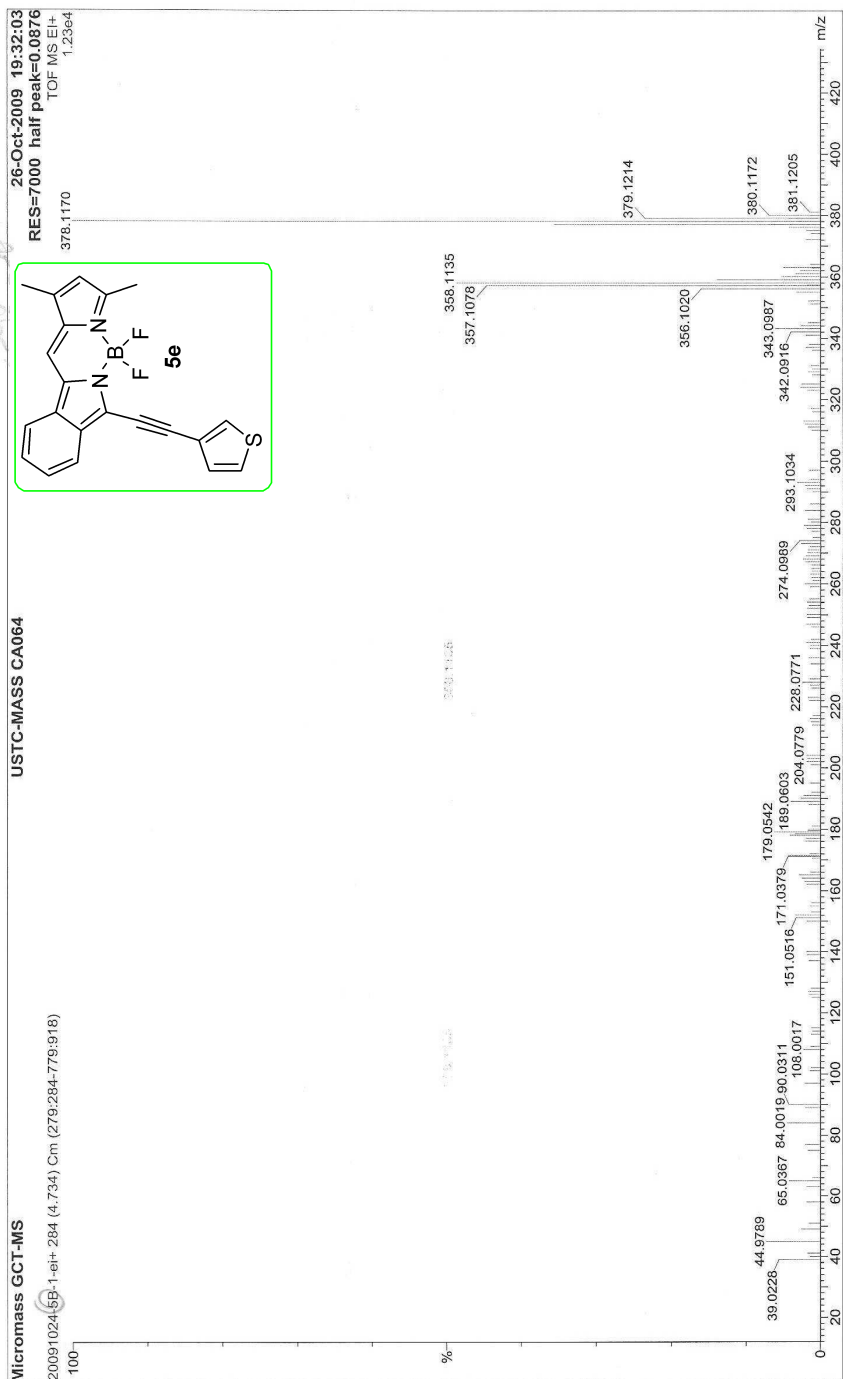 Micromass GCT-MS
USTC-MASS CA064
26-Oct-2009 19:32:03
RES=7000 half peak=0.0876
20091024-5B-1-ei+ 284 (4.734) Cm (279:284-779:918)
TOF MS EI+
1.23e4
100
%
0
378.1170
379.1214
380.1172
381.1205
358.1135
357.1078
356.1020
343.0987
342.0916
293.1034
274.0989
228.0771
204.0779
189.0603
179.0542
171.0379
151.0516
108.0017
90.0311
84.0019
65.0367
44.9789
39.0228
N
N
B
F
F
S
5e
20 40 60 80 100 120 140 160 180 200 220 240 260 280 300 320 340 360 380 400 420
m/z